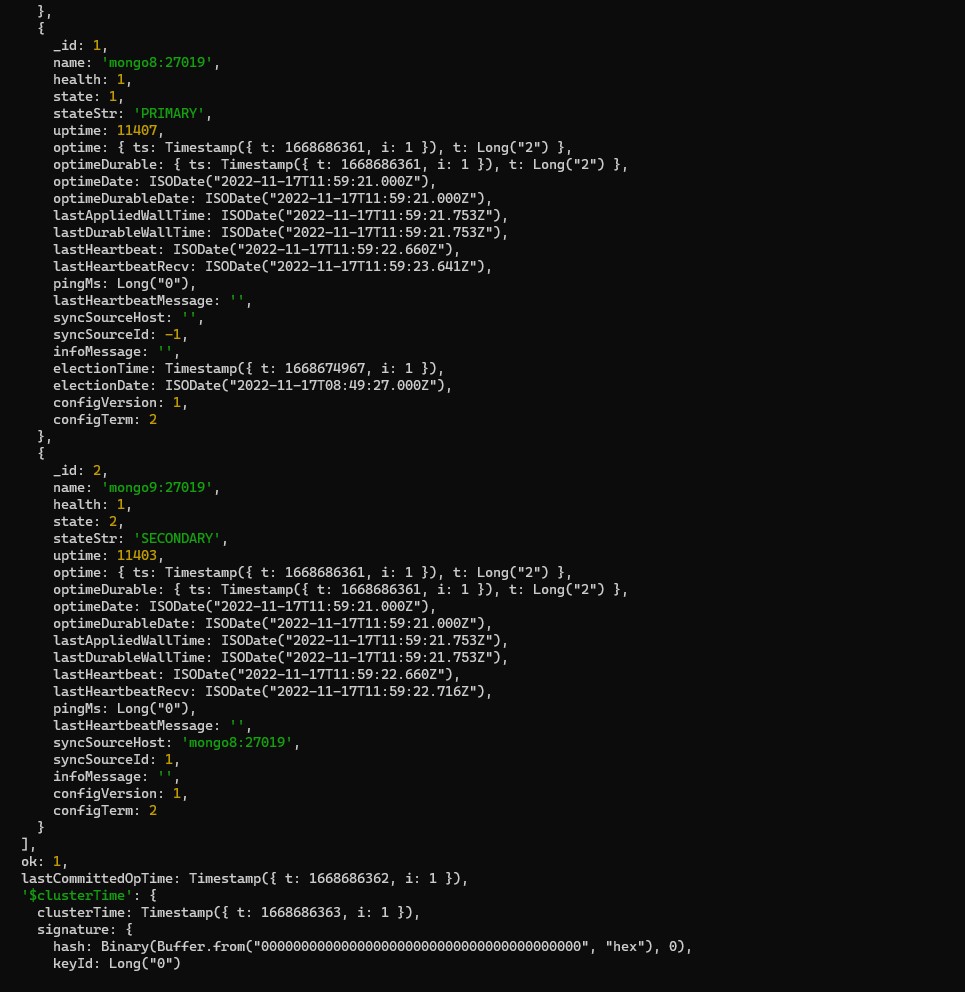 },
{
_id: 1,
name: 'mongo8:27019',
health: 1,
state: 1,
stateStr: 'PRIMARY',
uptime: 11407,
optime: { ts: Timestamp({ t: 1668686361, i: 1 }), t: Long("2") },
optimeDurable: { ts: Timestamp({ t: 1668686361, i: 1 }), t: Long("2") },
optimeDate: ISODate("2022-11-17T11:59:21.000Z"),
optimeDurableDate: ISODate("2022-11-17T11:59:21.000Z"),
lastAppliedWallTime: ISODate("2022-11-17T11:59:21.753Z"),
lastDurableWallTime: ISODate("2022-11-17T11:59:21.753Z"),
lastHeartbeat: ISODate("2022-11-17T11:59:22.660Z"),
lastHeartbeatRecv: ISODate("2022-11-17T11:59:23.641Z"),
pingMs: Long("0"),
lastHeartbeatMessage: '',
syncSourceHost: '',
syncSourceId: -1,
infoMessage: '',
electionTime: Timestamp({ t: 1668674967, i: 1 }),
electionDate: ISODate("2022-11-17T08:49:27.000Z"),
configVersion: 1,
configTerm: 2
},
{
_id: 2,
name: 'mongo9:27019',
health: 1,
state: 2,
stateStr: 'SECONDARY',
uptime: 11403,
optime: { ts: Timestamp({ t: 1668686361, i: 1 }), t: Long("2") },
optimeDurable: { ts: Timestamp({ t: 1668686361, i: 1 }), t: Long("2") },
optimeDate: ISODate("2022-11-17T11:59:21.000Z"),
optimeDurableDate: ISODate("2022-11-17T11:59:21.000Z"),
lastAppliedWallTime: ISODate("2022-11-17T11:59:21.753Z"),
lastDurableWallTime: ISODate("2022-11-17T11:59:21.753Z"),
lastHeartbeat: ISODate("2022-11-17T11:59:22.660Z"),
lastHeartbeatRecv: ISODate("2022-11-17T11:59:22.716Z"),
pingMs: Long("0"),
lastHeartbeatMessage: '',
syncSourceHost: 'mongo8:27019',
syncSourceId: 1,
infoMessage: '',
configVersion: 1,
configTerm: 2
}
],
ok: 1,
lastCommittedOpTime: Timestamp({ t: 1668686362, i: 1 }),
'$clusterTime': {
clusterTime: Timestamp({ t: 1668686363, i: 1 }),
signature: {
hash: Binary(Buffer.from("0000000000000000000000000000000000000000", "hex"), 0),
keyId: Long("0")